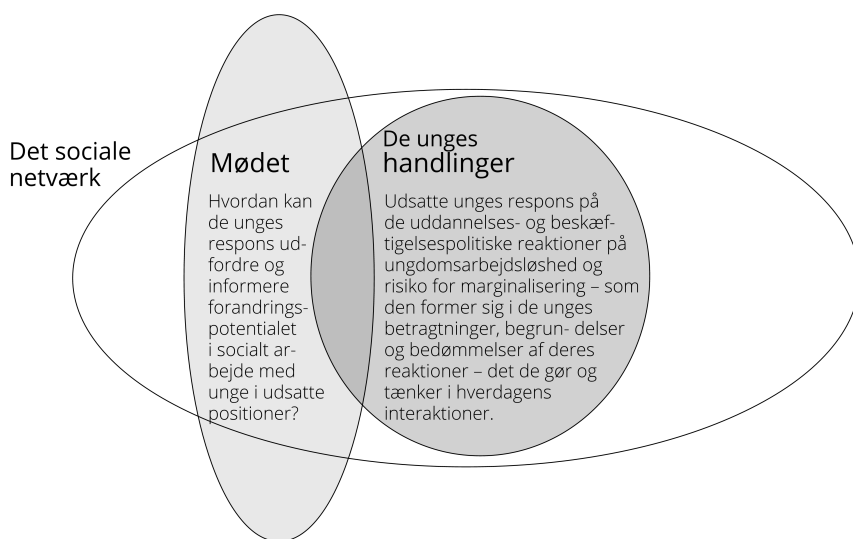 Det sociale
netværk
Mødet
Hvordan kan
de unges
respons ud-
fordre og
informere
forandrings-
potentialet
i socialt ar-
bejde med
unge i udsatte
positioner?
De unges
handlinger
Udsatte unges respons på
de uddannelses- og beskæf-
tigelsespolitiske reaktioner på
ungdomsarbejdsløshed og
risiko for marginalisering – som
den former sig i de unges
betragtninger, begrun- delser
og bedømmelser af deres
reaktioner – det de gør og
tænker i hverdagens
interaktioner.